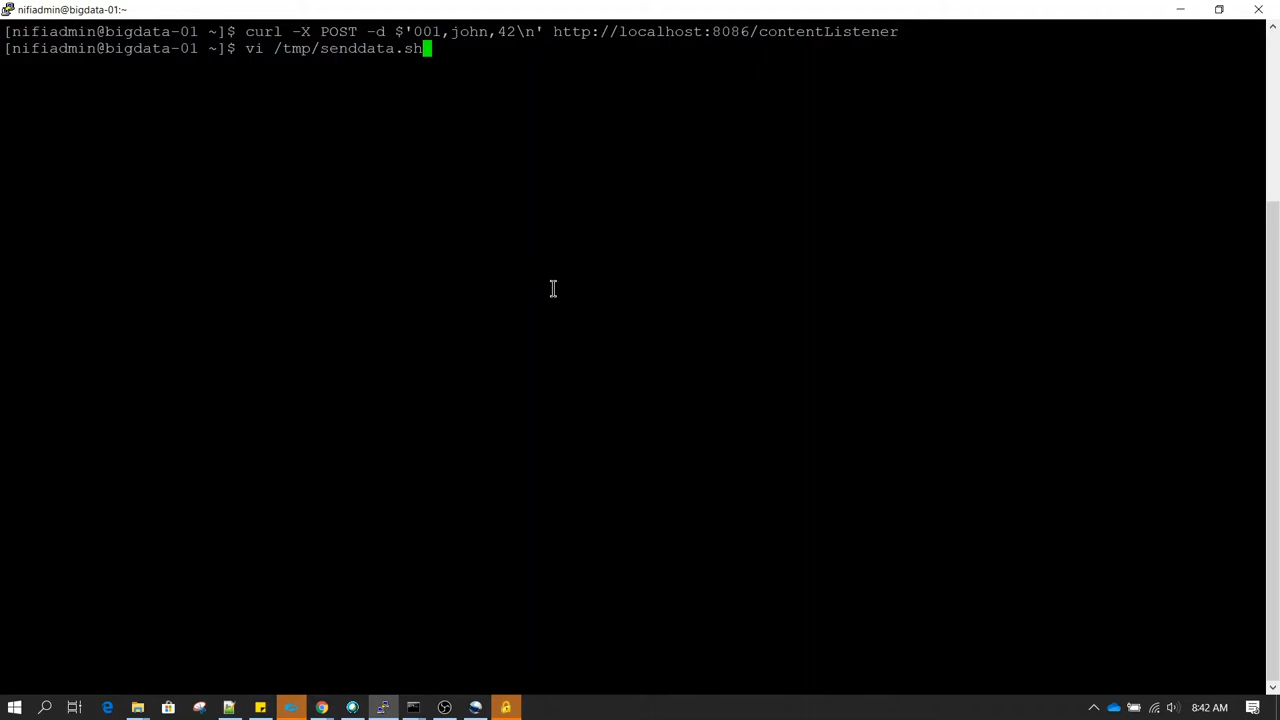 nifiadmin@bigdata-01:~
[nifiadmin@bigdata-01 ~]$ curl -X POST -d $'001,john,42\n' http://localhost:8086/contentListener
[nifiadmin@bigdata-01 ~]$ vi /tmp/senddata.sh
8:42 AM